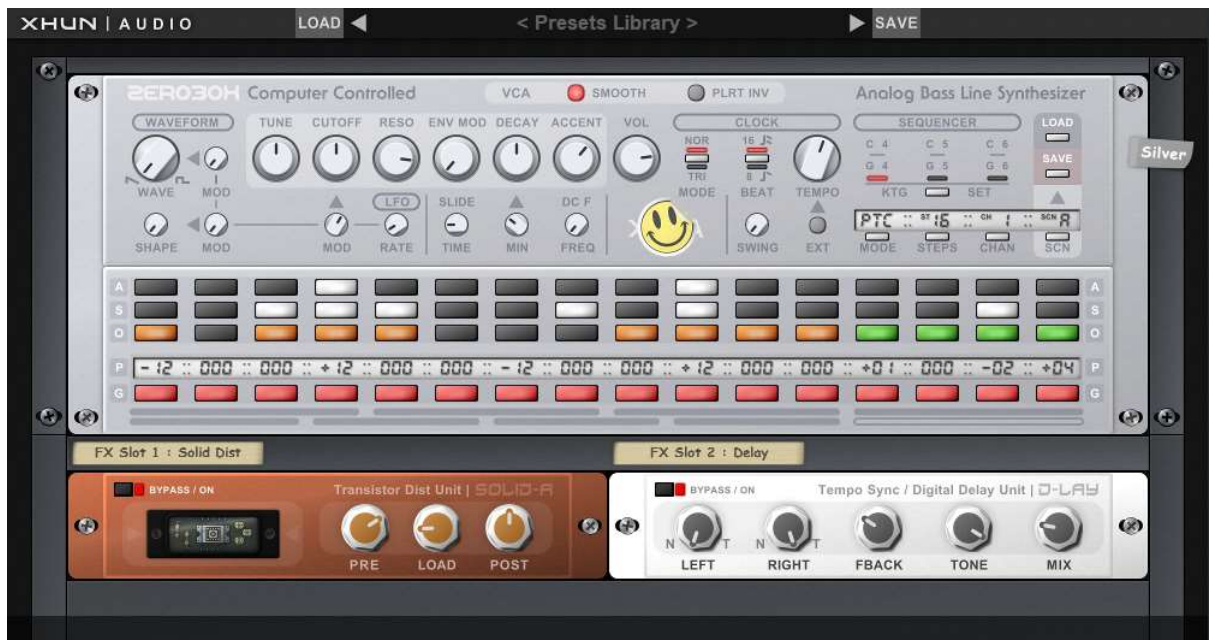 XHUN | AUDIO LOAD < Presets Library > SAVE
ZEROBOX Computer Controlled VCA SMOOTH PLRT INV Analog Bass Line Synthesizer
WAVEFORM TUNE CUTOFF RESO ENV MOD DECAY ACCENT VOL CLOCK SEQUENCER LOAD
NOR 16 C 4 C 5 C 6
G 4 G 5 G 6 SAVE
Silver
TRI 8
WAVE MOD MODE BEAT TEMPO KTG SET
LFO SLIDE DC F
PTC :: ST 16 :: CH 1 :: SCN A
SHAPE MOD MOD RATE TIME MIN FREQ SWING EXT MODE STEPS CHAN SCN
A A
S S
O O
P -12 :: 000 :: 000 :: +12 :: 000 :: 000 :: -12 :: 000 :: 000 :: +12 :: 000 :: 000 :: +01 :: 000 :: -02 :: +04 P
G G
FX Slot 1 : Solid Dist FX Slot 2 : Delay
BYPASS / ON Transistor Dist Unit | SOLID-A BYPASS / ON Tempo Sync / Digital Delay Unit | D-LAY
N T N T
PRE LOAD POST LEFT RIGHT FBACK TONE MIX